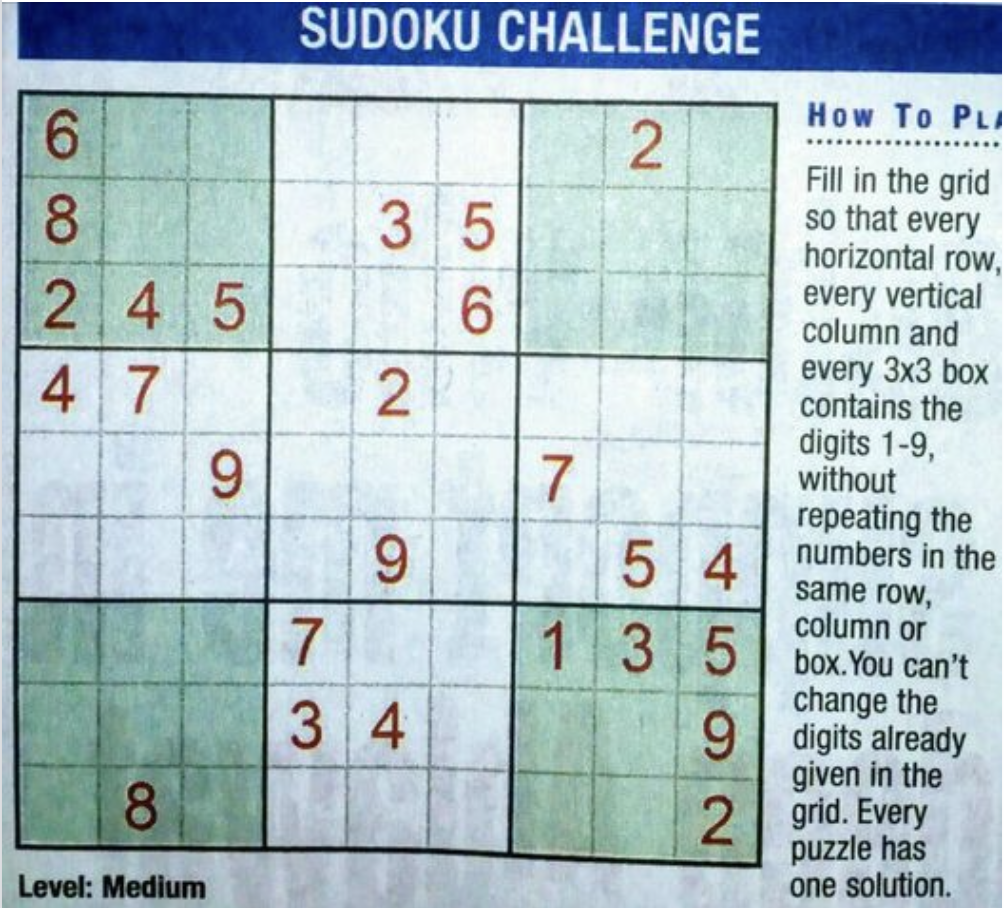 SUDOKU CHALLENGE
6 2
8 3 5
2 4 5 6
4 7 2
9 7
9 5 4
7 1 3 5
3 4 9
8 2
Level: Medium
HOW TO
Fill in the grid
so that every
horizontal row,
every vertical
column and
every 3x3 box
contains the
digits 1-9,
without
repeating the
numbers in the
same row,
column or
box.You can't
change the
digits already
given in the
grid. Every
puzzle has
one solution.